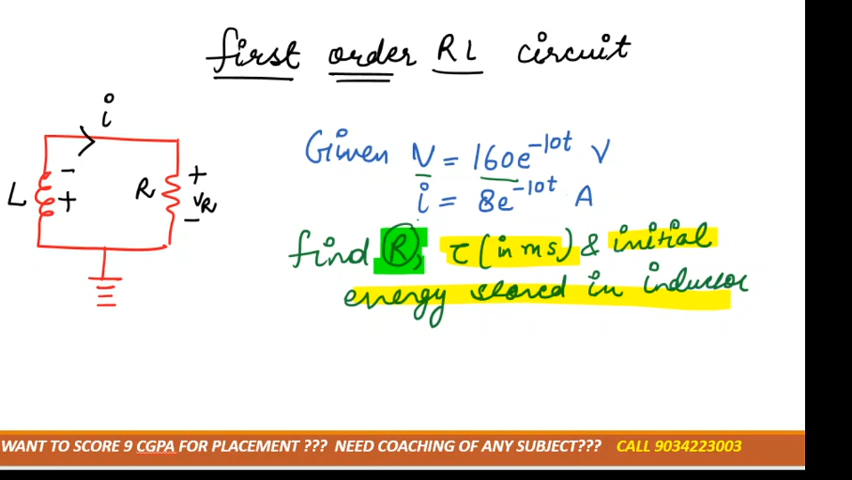 first order RL circuit
i
L
-
+
R
+
VR
-
Given V = 160e^-10t V
i = 8e^-10t A
find R, τ (in ms) & initial
energy stored in inductor
WANT TO SCORE 9 CGPA FOR PLACEMENT ??? NEED COACHING OF ANY SUBJECT??? CALL 9034223003